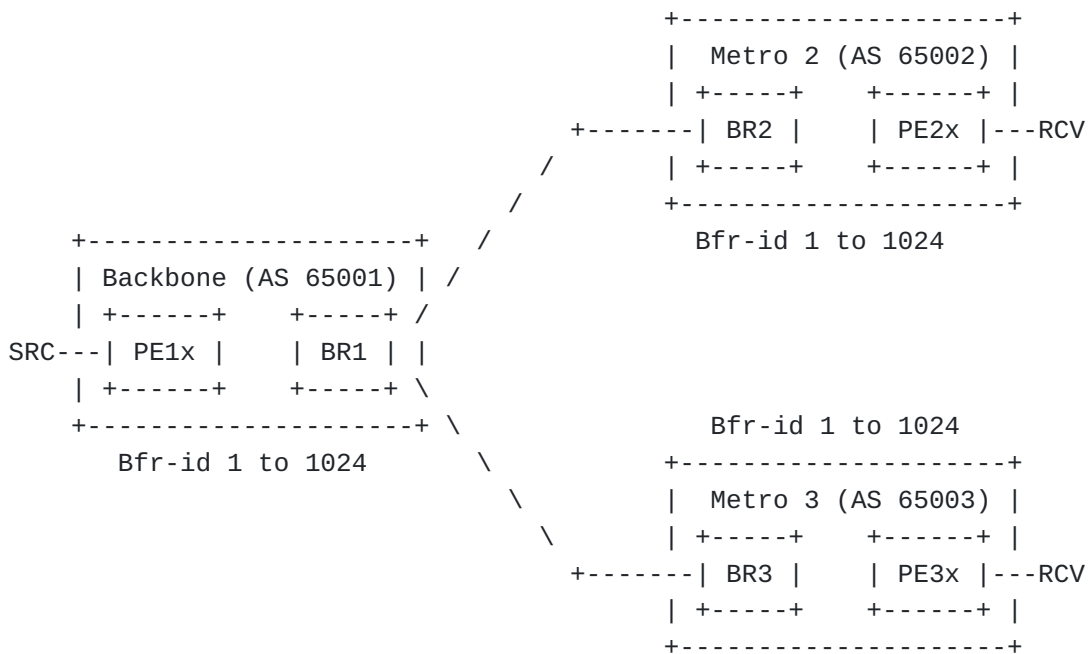 Metro 2 (AS 65002)
BR2 PE2x RCV
Bfr-id 1 to 1024
Backbone (AS 65001)
SRC PE1x BR1
Bfr-id 1 to 1024
Bfr-id 1 to 1024
Metro 3 (AS 65003)
BR3 PE3x RCV